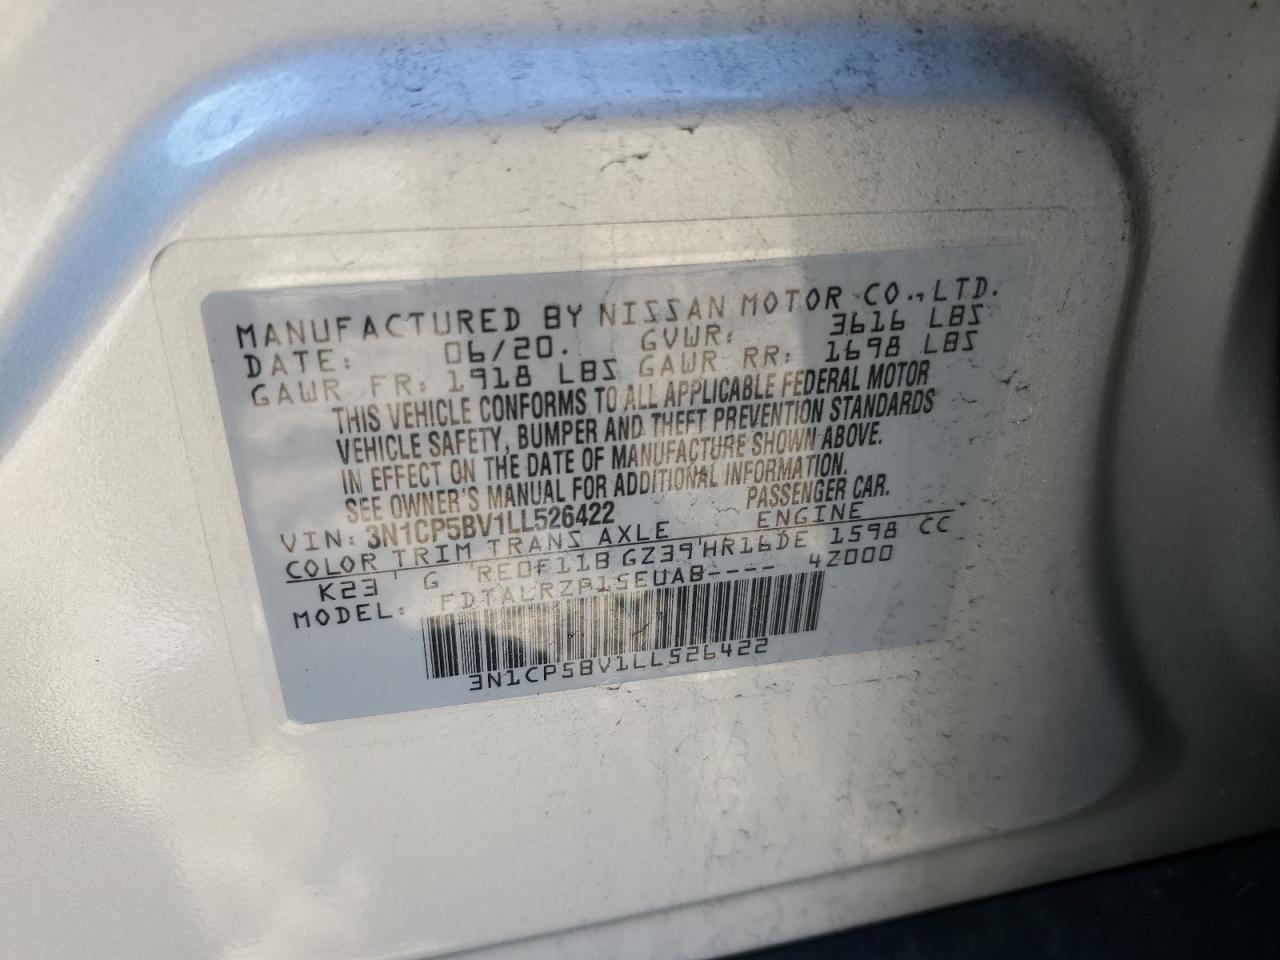 MANUFACTURED BY NISSAN MOTOR CO., LTD.
DATE: 06/20. GVWR: 3616 LBS
GAWR FR: 1918 LBS GAWR RR: 1698 LBS
THIS VEHICLE CONFORMS TO ALL APPLICABLE FEDERAL MOTOR
VEHICLE SAFETY, BUMPER AND THEFT PREVENTION STANDARDS
IN EFFECT ON THE DATE OF MANUFACTURE SHOWN ABOVE.
SEE OWNER'S MANUAL FOR ADDITIONAL INFORMATION.
VIN: 3N1CP5BV1LL526422 PASSENGER CAR.
COLOR TRIM TRANS AXLE ENGINE
K23 G RE0F11B GZ39 HR16DE 1598 CC
MODEL: FDTALRZP1SEUAB---- 4Z000
3N1CP5BV1LL526422